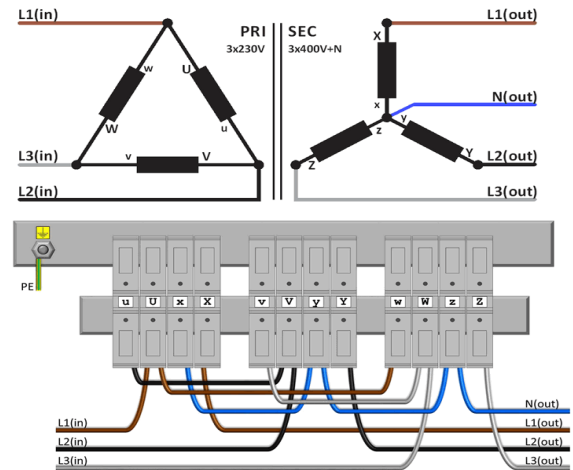 L1(in) PRI SEC L1(out)
3x230V 3x400V+N
w U X
W u x
N(out)
z y
v V Z Y
L3(in) L2(out)
L2(in) L3(out)
PE
u U x X v V y Y w W z Z
N(out)
L1(in) L1(out)
L2(in) L2(out)
L3(in) L3(out)